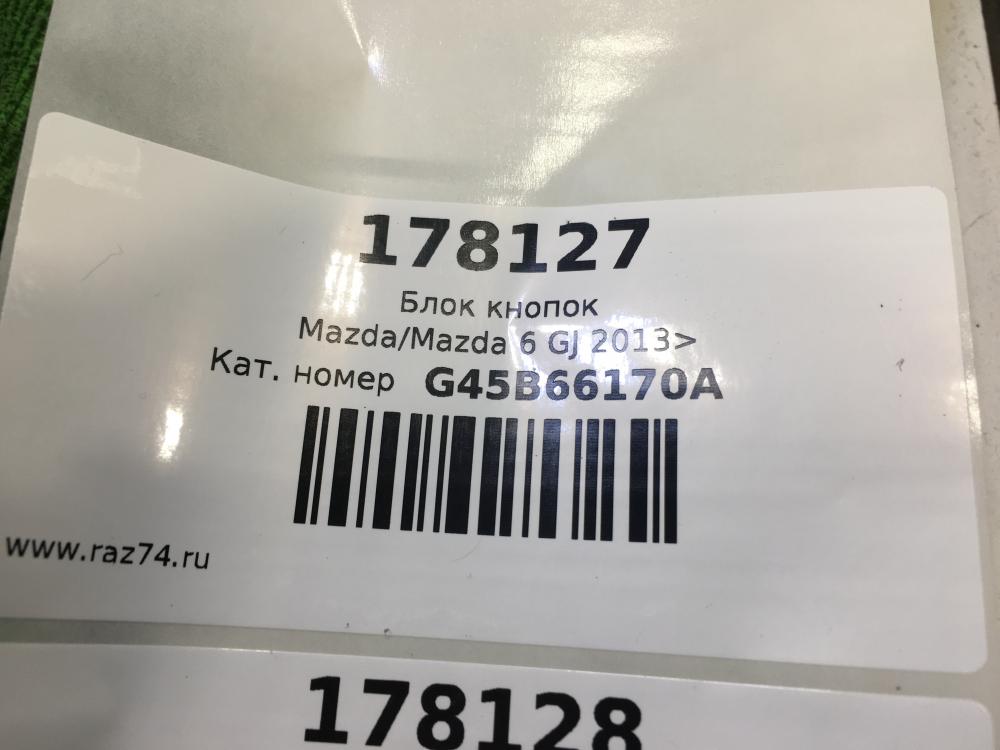 178127
Блок кнопок
Mazda/Mazda 6 GJ 2013>
Кат. номер G45B66170A
www.raz74.ru
178128